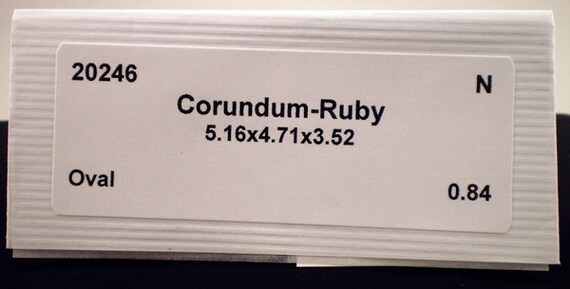 20246 N
Corundum-Ruby
5.16x4.71x3.52
Oval 0.84